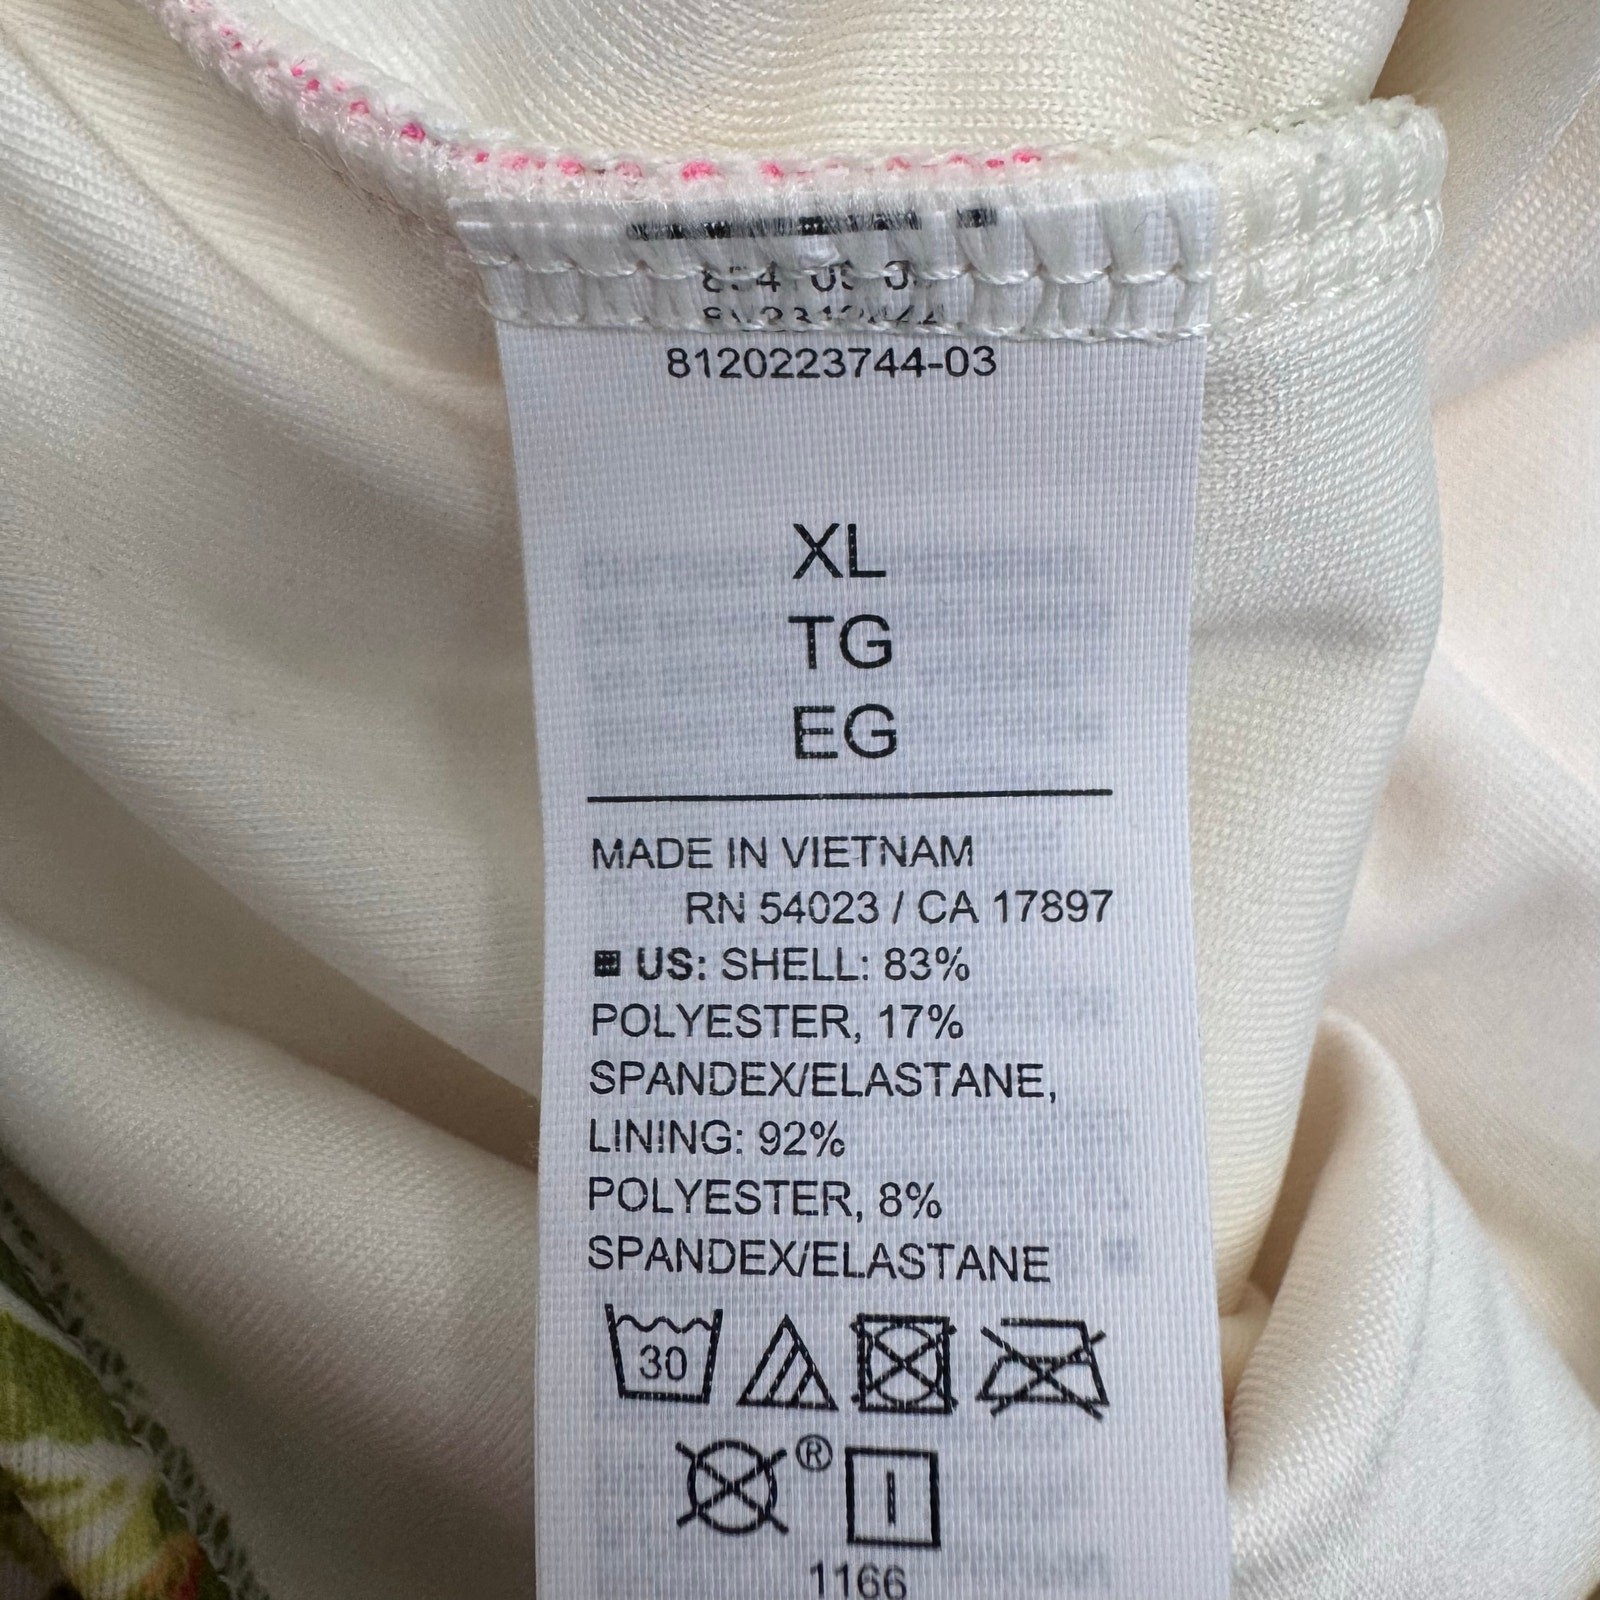 8120223744-03
XL
TG
EG
MADE IN VIETNAM
RN 54023 / CA 17897
US: SHELL: 83%
POLYESTER, 17%
SPANDEX/ELASTANE,
LINING: 92%
POLYESTER, 8%
SPANDEX/ELASTANE
30
®
1166